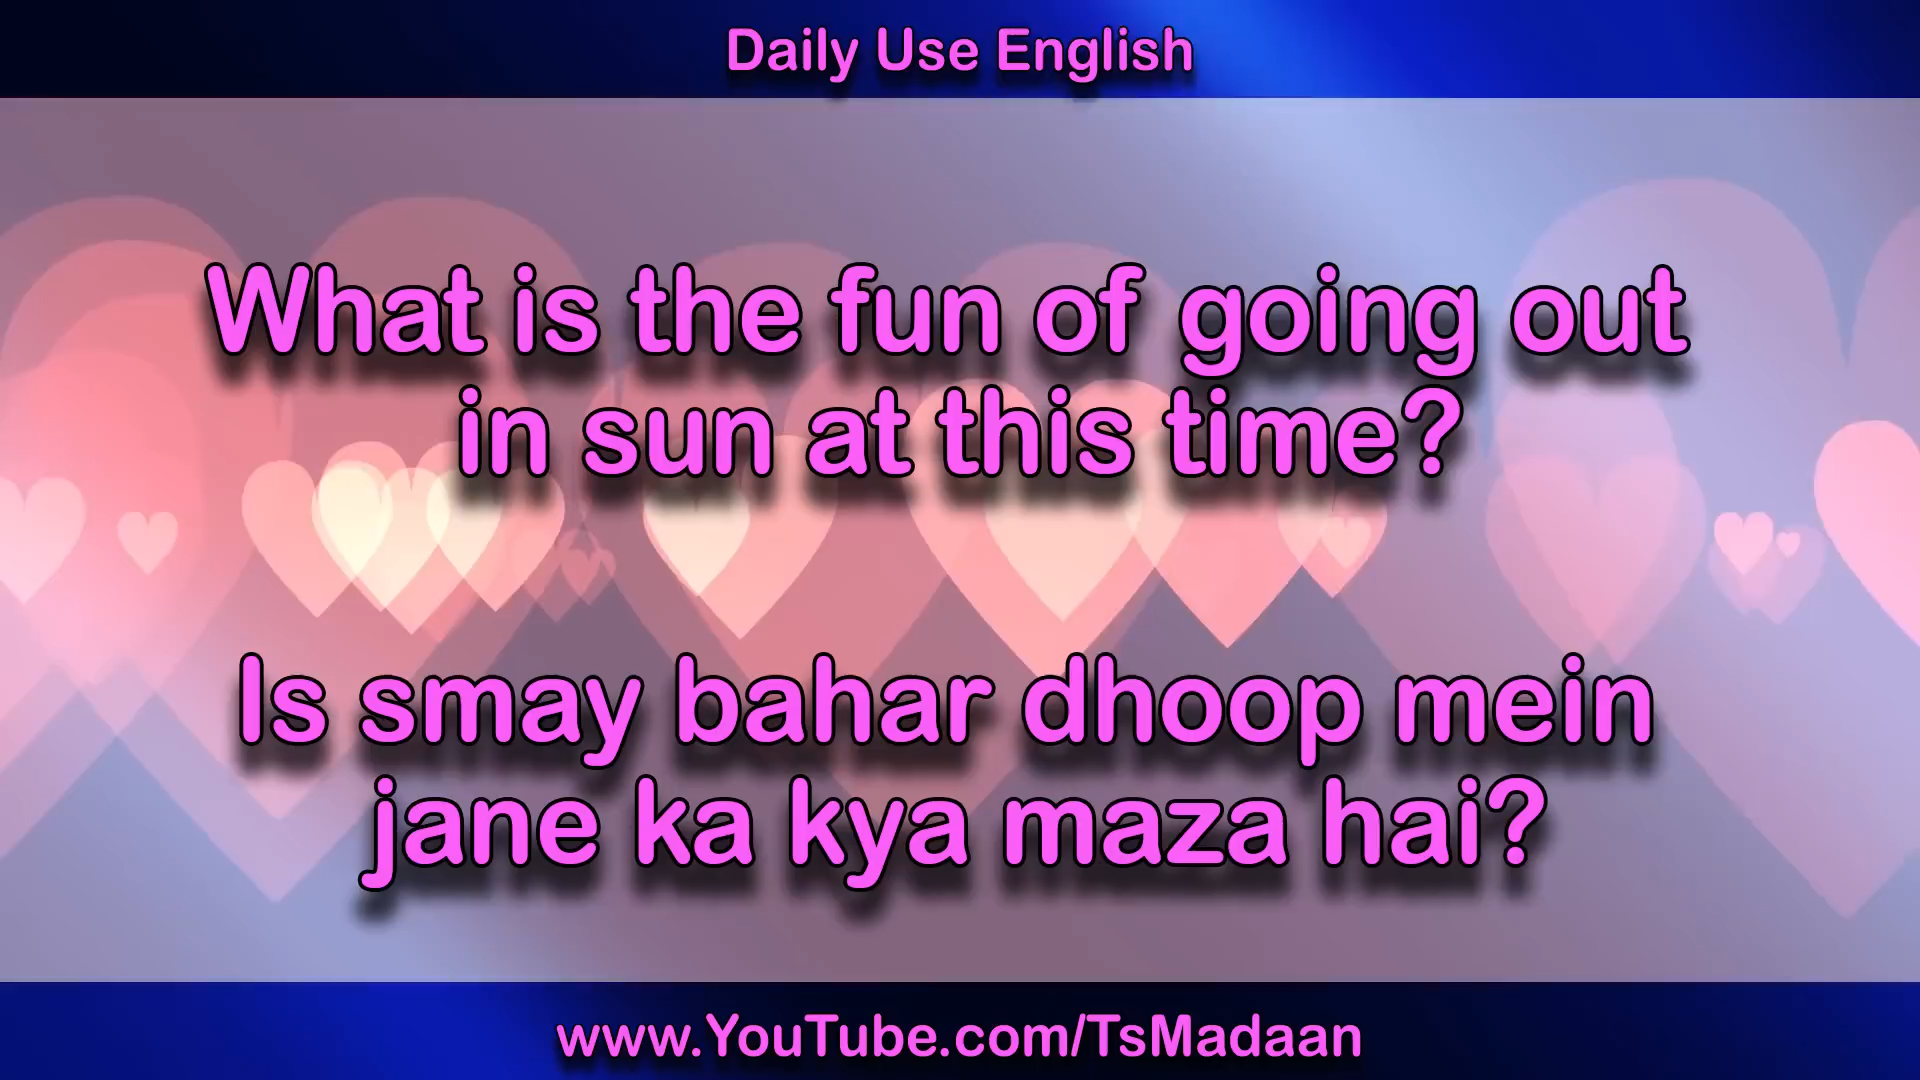 Daily Use English
What is the fun of going out
in sun at this time?
Is smay bahar dhoop mein
jane ka kya maza hai?
www.YouTube.com/TsMadaan